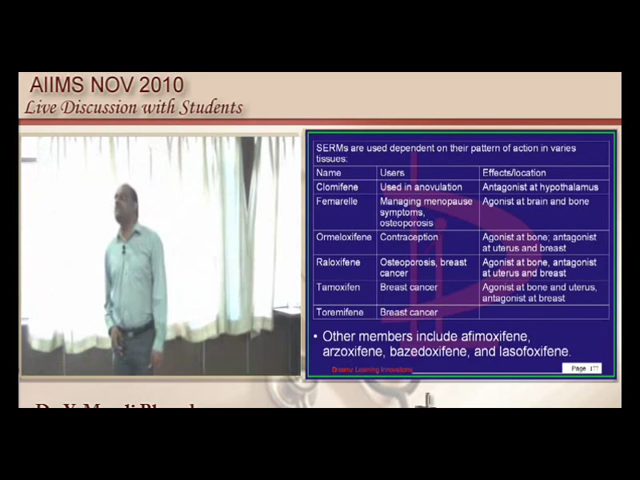 AIIMS NOV 2010
Live Discussion with Students
SERMs are used dependent on their pattern of action in varies
tissues:
Name Users Effects/location
Clomifene Used in anovulation Antagonist at hypothalamus
Femarelle Managing menopause Agonist at brain and bone
symptoms,
osteoporosis
Ormeloxifene Contraception Agonist at bone; antagonist
at uterus and breast
Raloxifene Osteoporosis, breast Agonist at bone, antagonist
cancer at uterus and breast
Tamoxifen Breast cancer Agonist at bone and uterus,
antagonist at breast
Toremifene Breast cancer
• Other members include afimoxifene,
arzoxifene, bazedoxifene, and lasofoxifene.
Learning Innovations
Page